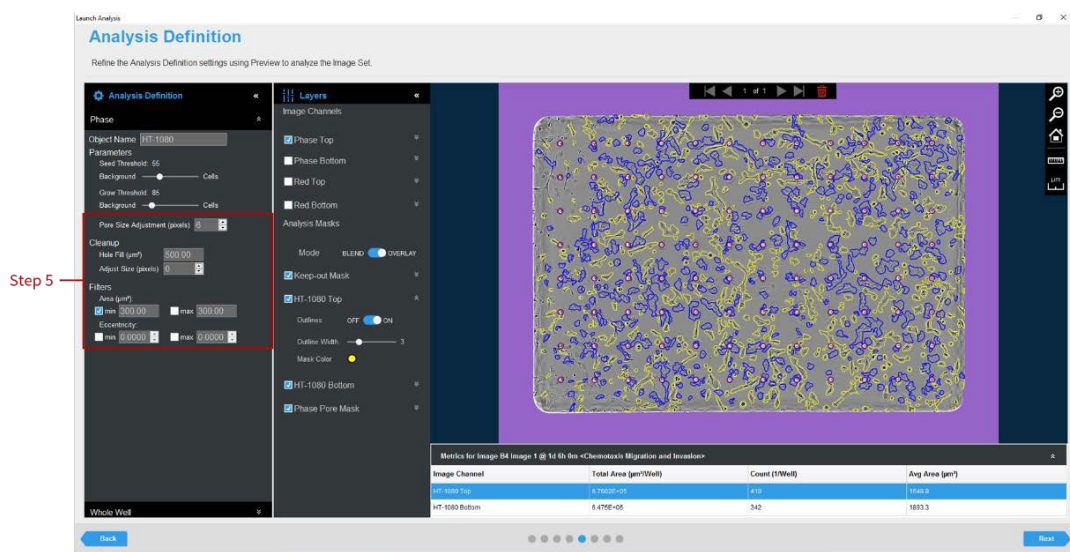 Launch Analysis
Analysis Definition
Refine the Analysis Definition settings using Preview to analyze the Image Set.
Analysis Definition
Phase
Object Name HT-1080
Parameters
Seed Threshold: 55
Background Cells
Grow Threshold: 85
Background Cells
Pore Size Adjustment (pixels) 6
Cleanup
Hole Fill (µm²) 500.00
Adjust Size (pixels) 0
Filters
Area (µm²)
min 300.00 max 300.00
Eccentricity:
min 0.0000 max 0.0000
Whole Well
Step 5
Layers
Image Channels
Phase Top
Phase Bottom
Red Top
Red Bottom
Analysis Masks
Mode BLEND OVERLAY
Keep-out Mask
HT-1080 Top
Outlines OFF ON
Outline Width 3
Mask Color
HT-1080 Bottom
Phase Pore Mask
1 of 1
µm
Metrics for Image B4 Image 1 @ 1d 6h 0m <Chemotaxis Migration and Invasion>
Image Channel Total Area (µm²/Well) Count (1/Well) Avg Area (µm²)
HT-1080 Top 6.7602E+05 410 1648.8
HT-1080 Bottom 6.475E+05 342 1893.3
Back
Next